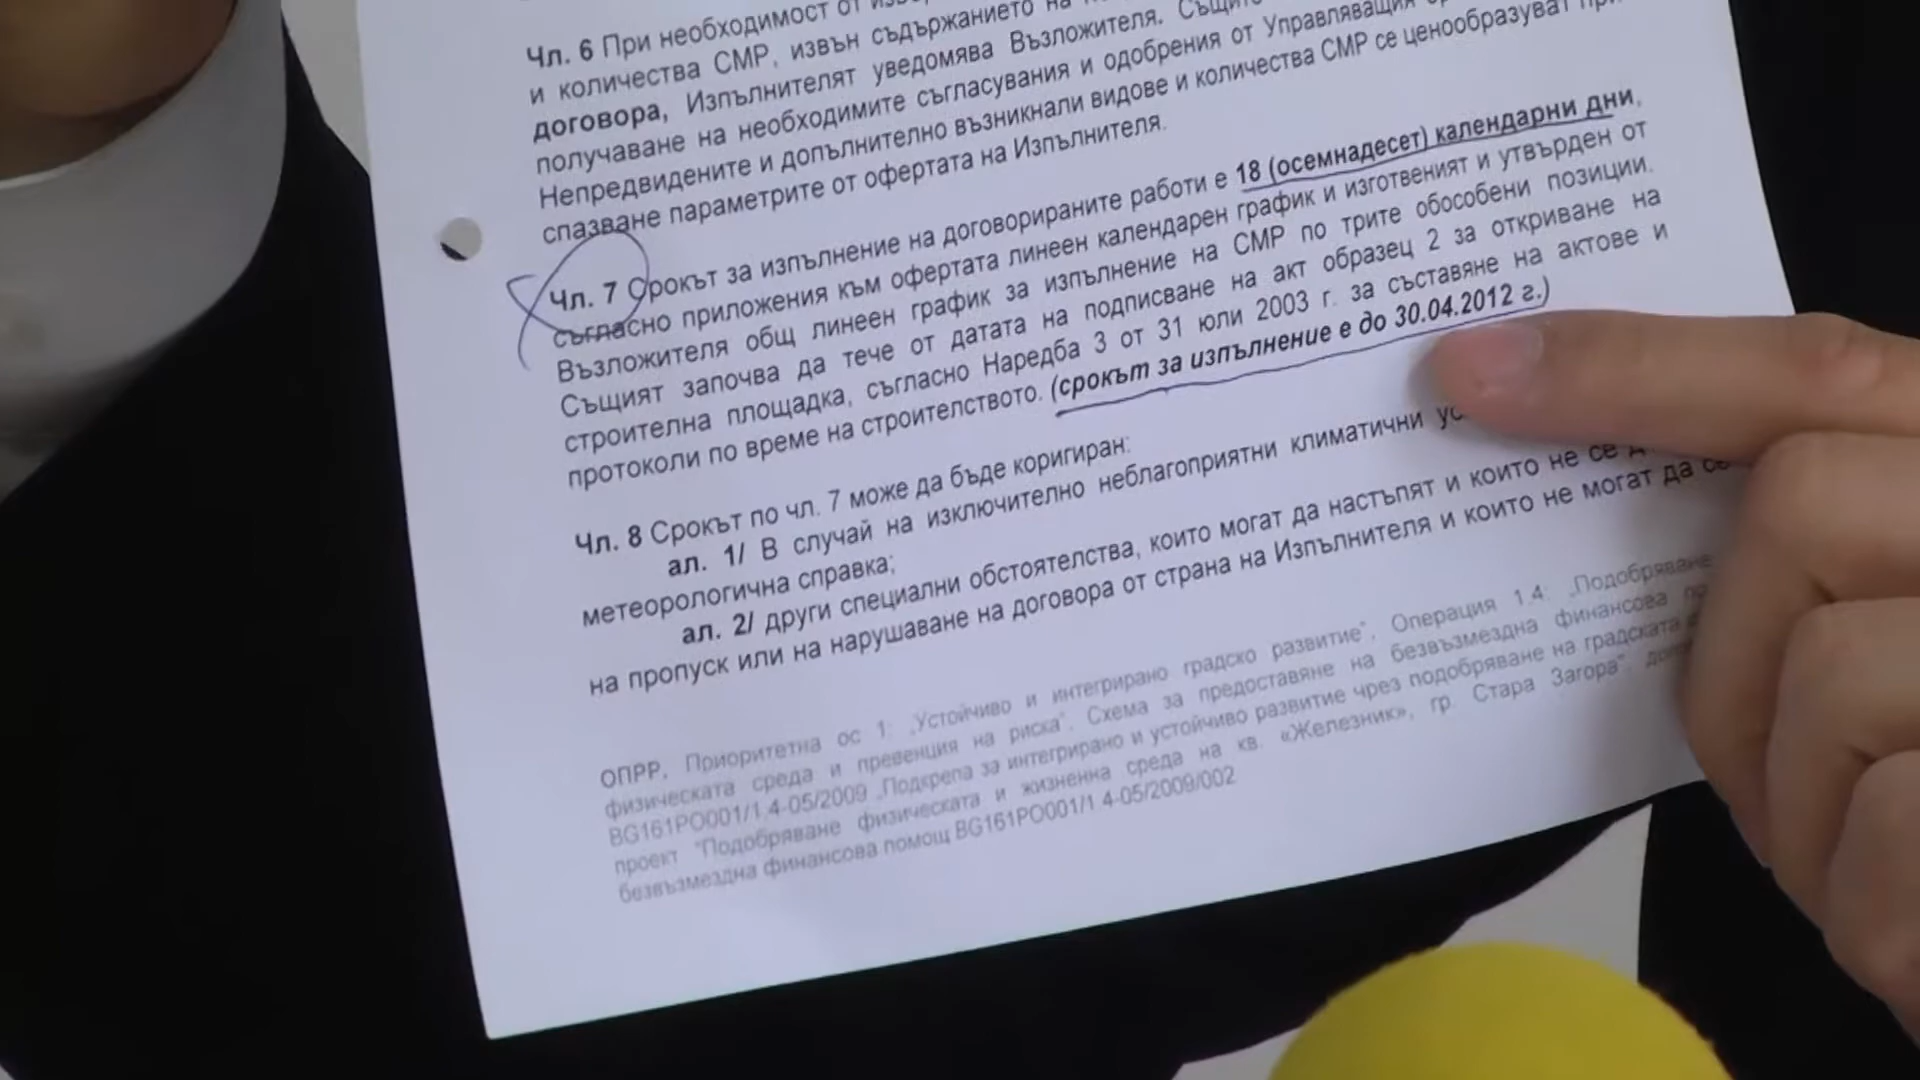 Чл. 6 При необходимост от
и количества СМР, извън съдържанието на
договора, Изпълнителят уведомява Възложителя.
получаване на необходимите съгласувания и одобрения от Управляващия
Непредвидените и допълнително възникнали видове и количества СМР се ценообразуват
спазване параметрите от офертата на Изпълнителя.
Чл. 7 Срокът за изпълнение на договорираните работи е 18 (осемнадесет) календарни дни,
съгласно приложения към офертата линеен календарен график и изготвеният и утвърден от
Възложителя общ линеен график за изпълнение на СМР по трите обособени позиции.
Същият започва да тече от датата на подписване на акт образец 2 за откриване на
строителна площадка, съгласно Наредба 3 от 31 юли 2003 г. за съставяне на актове и
протоколи по време на строителството. (срокът за изпълнение е до 30.04.2012 г.)
Чл. 8 Срокът по чл. 7 може да бъде коригиран:
ал. 1/ В случай на изключително неблагоприятни климатични
метеорологична справка;
ал. 2/ други специални обстоятелства, които могат да настъпят и които не се
на пропуск или на нарушаване на договора от страна на Изпълнителя и които не могат да се
ОПРР. Приоритетна ос 1: „Устойчиво и интегрирано градско развитие", Операция 1.4: „Подобряване
физическата среда и превенция на риска". Схема за предоставяне на безвъзмездна финансова
BG161PO001/1.4-05/2009 „Подкрепа за интегрирано и устойчиво развитие чрез подобряване на градската
проект "Подобряване физическата и жизненна среда на кв. «Железник», гр. Стара Загора"
безвъзмездна финансова помощ BG161PO001/1 4-05/2009/002